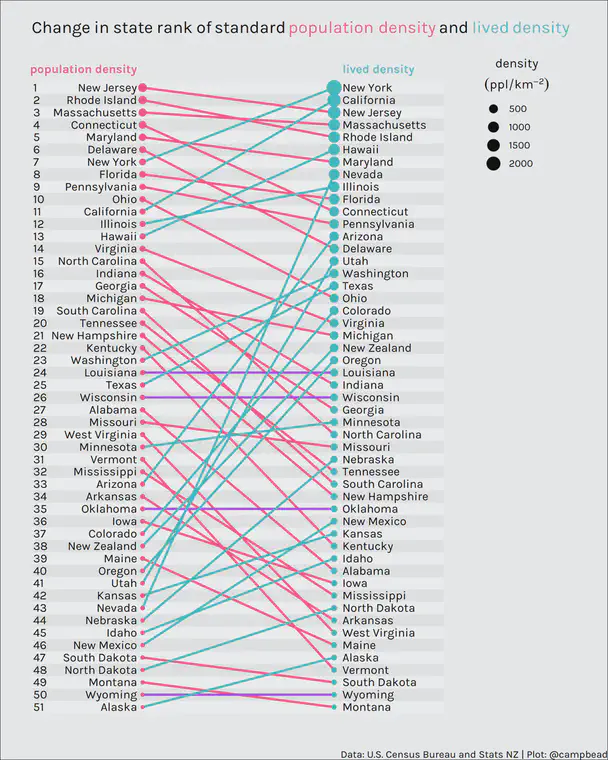 Change in state rank of standard population density and lived density
population density lived density
density
(ppl/km⁻²)
500
1000
1500
2000
1 New Jersey New York
2 Rhode Island California
3 Massachusetts New Jersey
4 Connecticut Massachusetts
5 Maryland Rhode Island
6 Delaware Hawaii
7 New York Maryland
8 Florida Nevada
9 Pennsylvania Illinois
10 Ohio Florida
11 California Connecticut
12 Illinois Pennsylvania
13 Hawaii Arizona
14 Virginia Delaware
15 North Carolina Utah
16 Indiana Washington
17 Georgia Texas
18 Michigan Ohio
19 South Carolina Colorado
20 Tennessee Virginia
21 New Hampshire Michigan
22 Kentucky New Zealand
23 Washington Oregon
24 Louisiana Louisiana
25 Texas Indiana
26 Wisconsin Wisconsin
27 Alabama Georgia
28 Missouri Minnesota
29 West Virginia North Carolina
30 Minnesota Missouri
31 Vermont Nebraska
32 Mississippi Tennessee
33 Arizona South Carolina
34 Arkansas New Hampshire
35 Oklahoma Oklahoma
36 Iowa New Mexico
37 Colorado Kansas
38 New Zealand Kentucky
39 Maine Idaho
40 Oregon Alabama
41 Utah Iowa
42 Kansas Mississippi
43 Nevada North Dakota
44 Nebraska Arkansas
45 Idaho West Virginia
46 New Mexico Maine
47 South Dakota Alaska
48 North Dakota Vermont
49 Montana South Dakota
50 Wyoming Wyoming
51 Alaska Montana
Data: U.S. Census Bureau and Stats NZ | Plot: @campbead